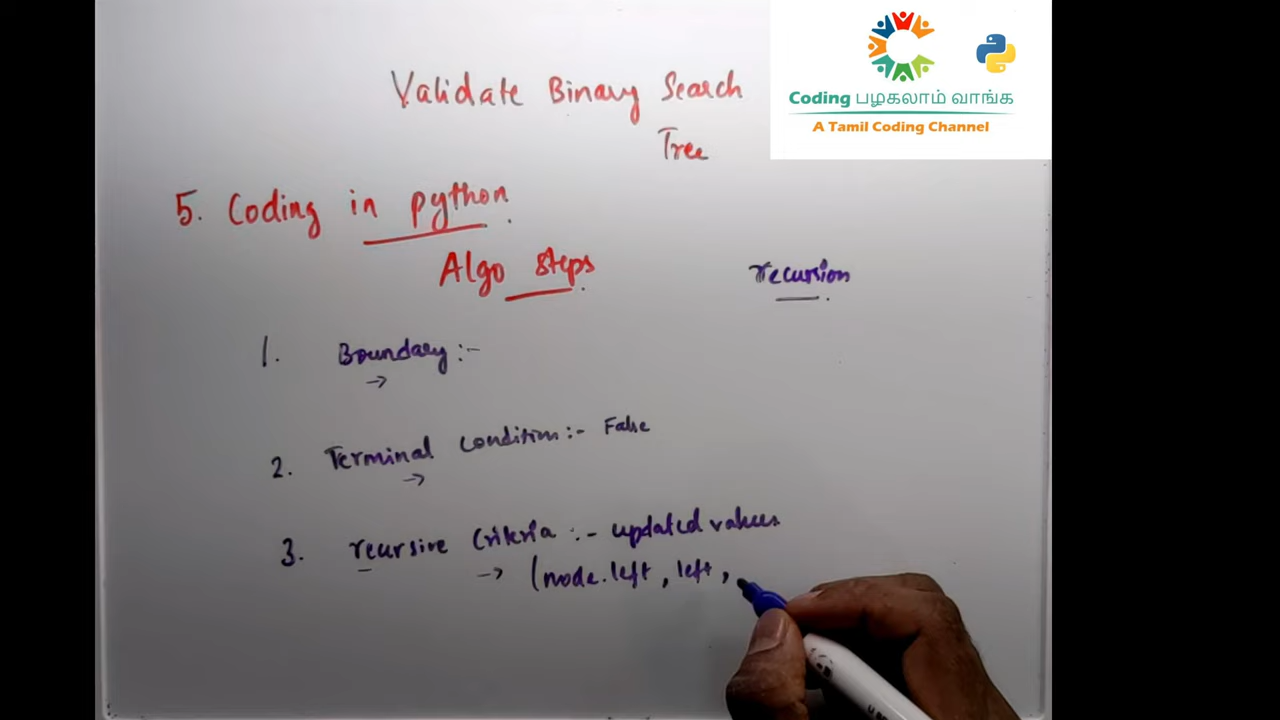 Validate Binary Search
Tree
Coding பழகலாம் வாங்க
A Tamil Coding Channel
5. Coding in python.
Algo steps.
recursion.
1. Boundary :-
→
2. Terminal Condition :- False
→
3. recursive Criteria :- updated values
→ (node.left, left,